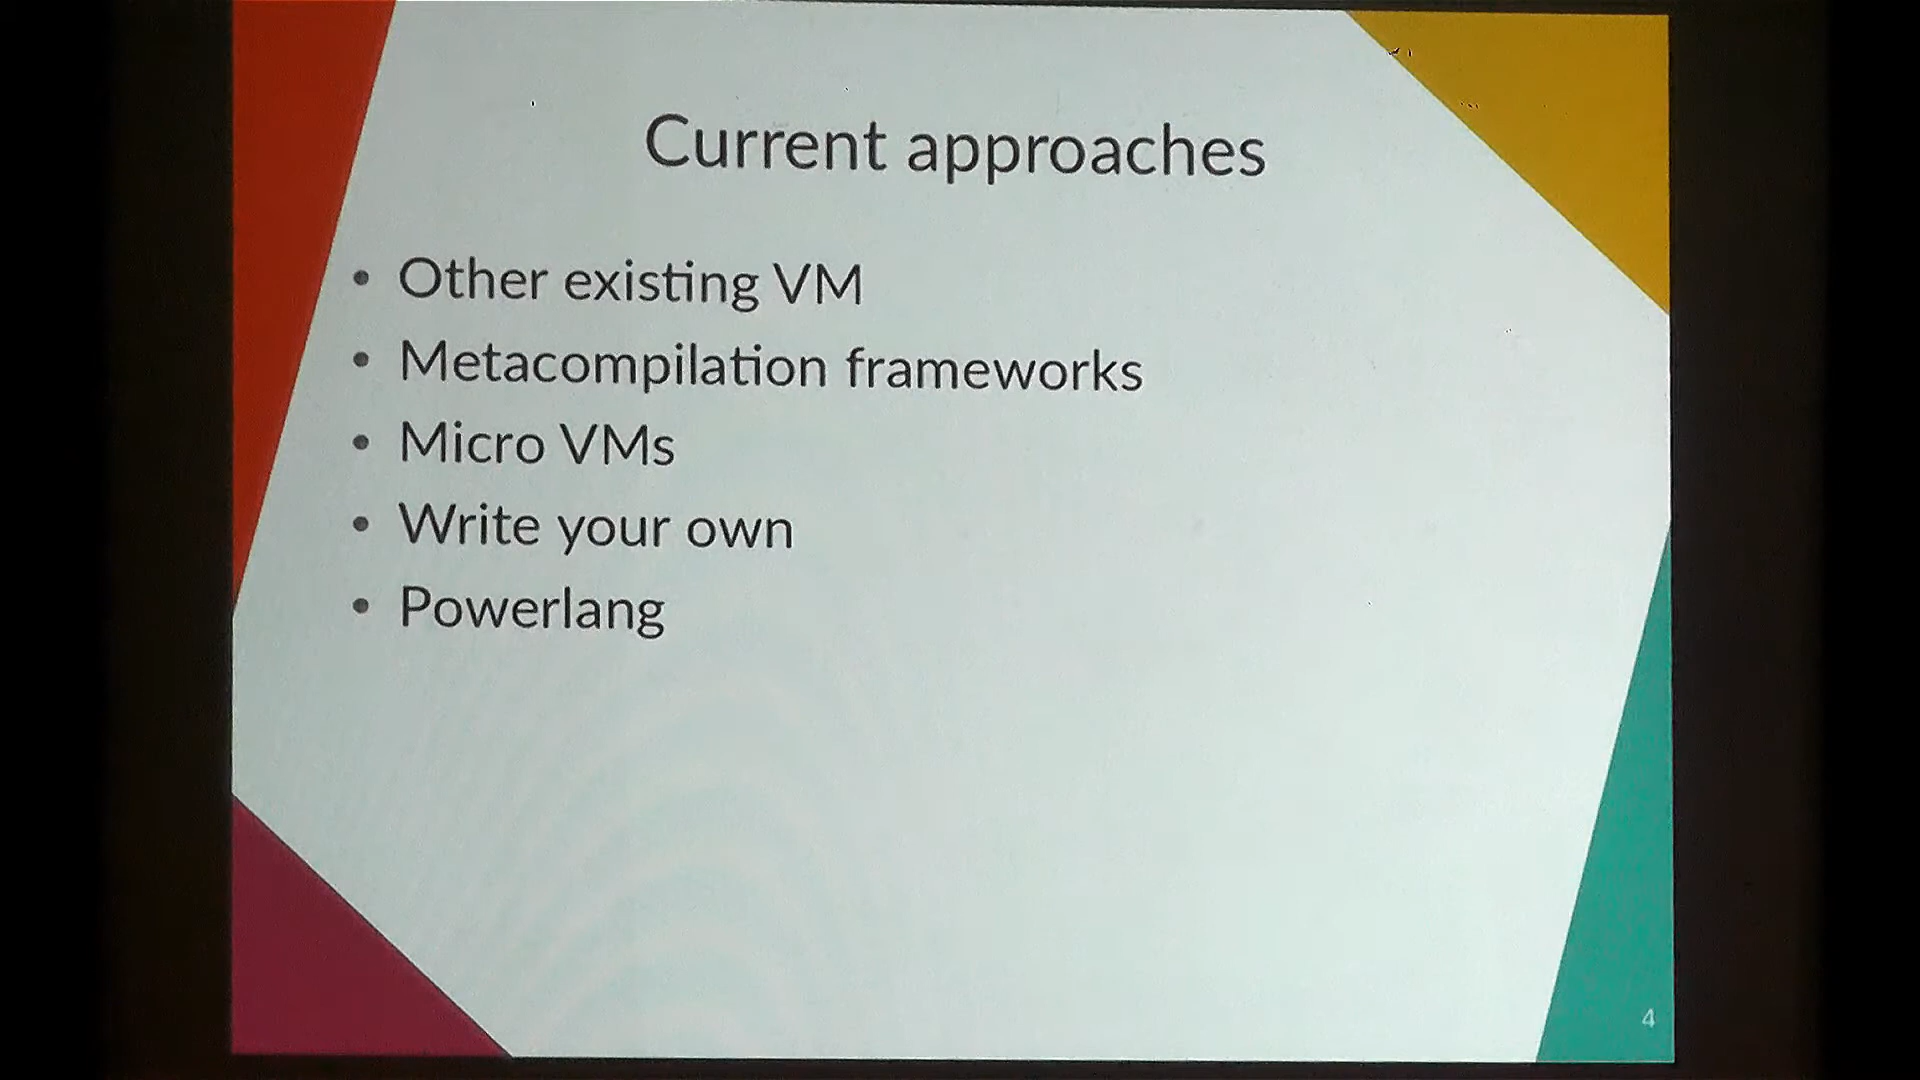 Current approaches
• Other existing VM
• Metacompilation frameworks
• Micro VMs
• Write your own
• Powerlang
4